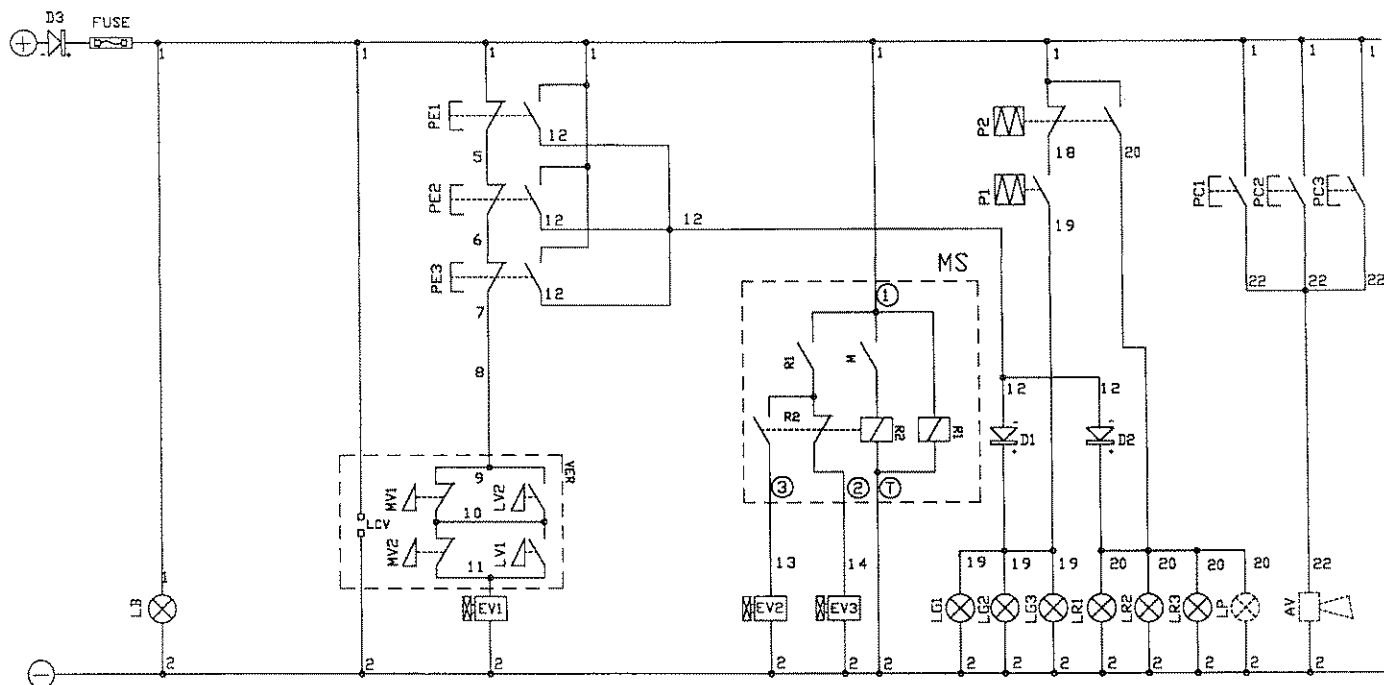 D3
FUSE
+
1
1
1
1
1
1
1
1
1
PE1
12
5
PE2
12
12
6
PE3
12
7
8
P2
18
20
P1
19
PC1
PC2
PC3
22
22
22
MS
1
R1
M
R2
R2
R1
3
2
T
12
12
D1
D2
VER
9
MV1
LV2
10
LCV
MV2
LV1
11
13
14
19
19
19
20
20
20
20
22
1
LB
EV1
EV2
EV3
LG1
LG2
LG3
LR1
LR2
LR3
LP
AV
2
2
2
2
2
2
2
2
2
2
2
2
2
2